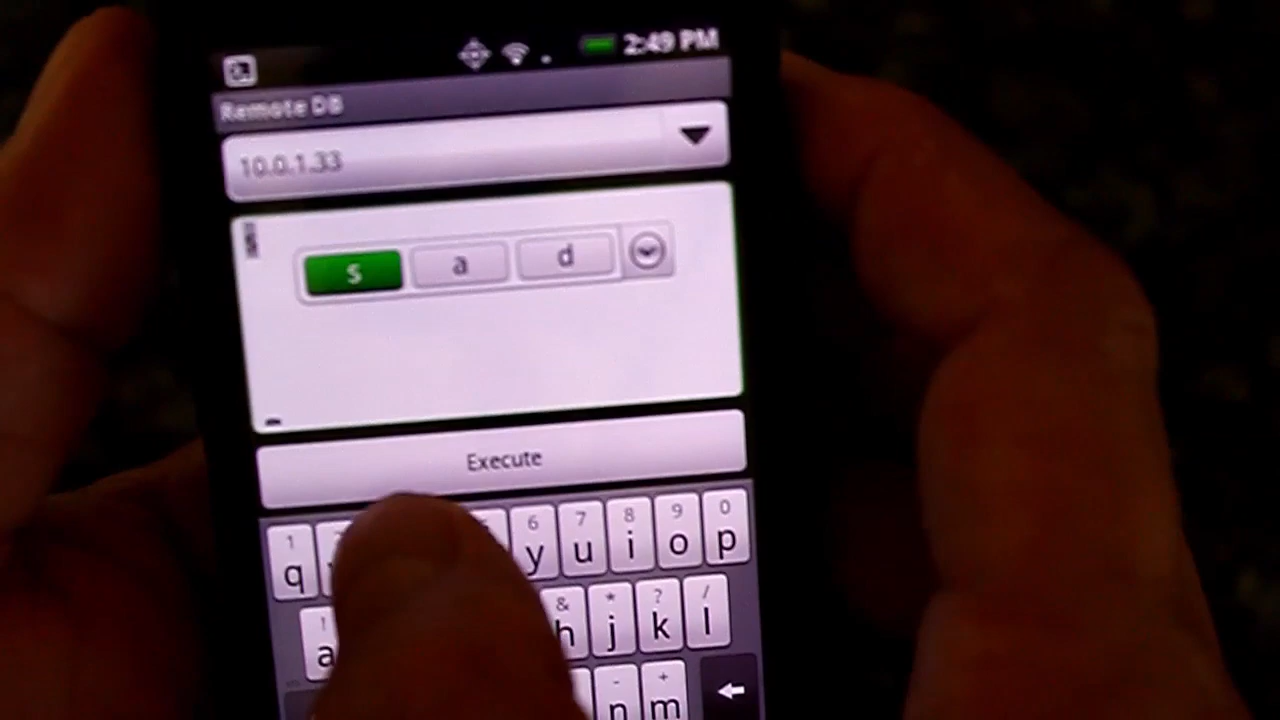 2:49 PM
Remote DB
10.0.1.33
s
s a d
Execute
1 6 7 8 9 0
q y u i o p
! & * ? /
a h j k l
- +
n m